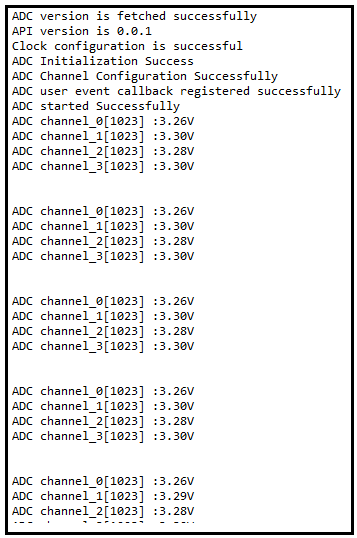 ADC version is fetched successfully
API version is 0.0.1
Clock configuration is successful
ADC Initialization Success
ADC Channel Configuration Successfully
ADC user event callback registered successfully
ADC started Successfully
ADC channel_0[1023] :3.26V
ADC channel_1[1023] :3.30V
ADC channel_2[1023] :3.28V
ADC channel_3[1023] :3.30V
ADC channel_0[1023] :3.26V
ADC channel_1[1023] :3.30V
ADC channel_2[1023] :3.28V
ADC channel_3[1023] :3.30V
ADC channel_0[1023] :3.26V
ADC channel_1[1023] :3.30V
ADC channel_2[1023] :3.28V
ADC channel_3[1023] :3.30V
ADC channel_0[1023] :3.26V
ADC channel_1[1023] :3.30V
ADC channel_2[1023] :3.28V
ADC channel_3[1023] :3.30V
ADC channel_0[1023] :3.26V
ADC channel_1[1023] :3.29V
ADC channel_2[1023] :3.28V